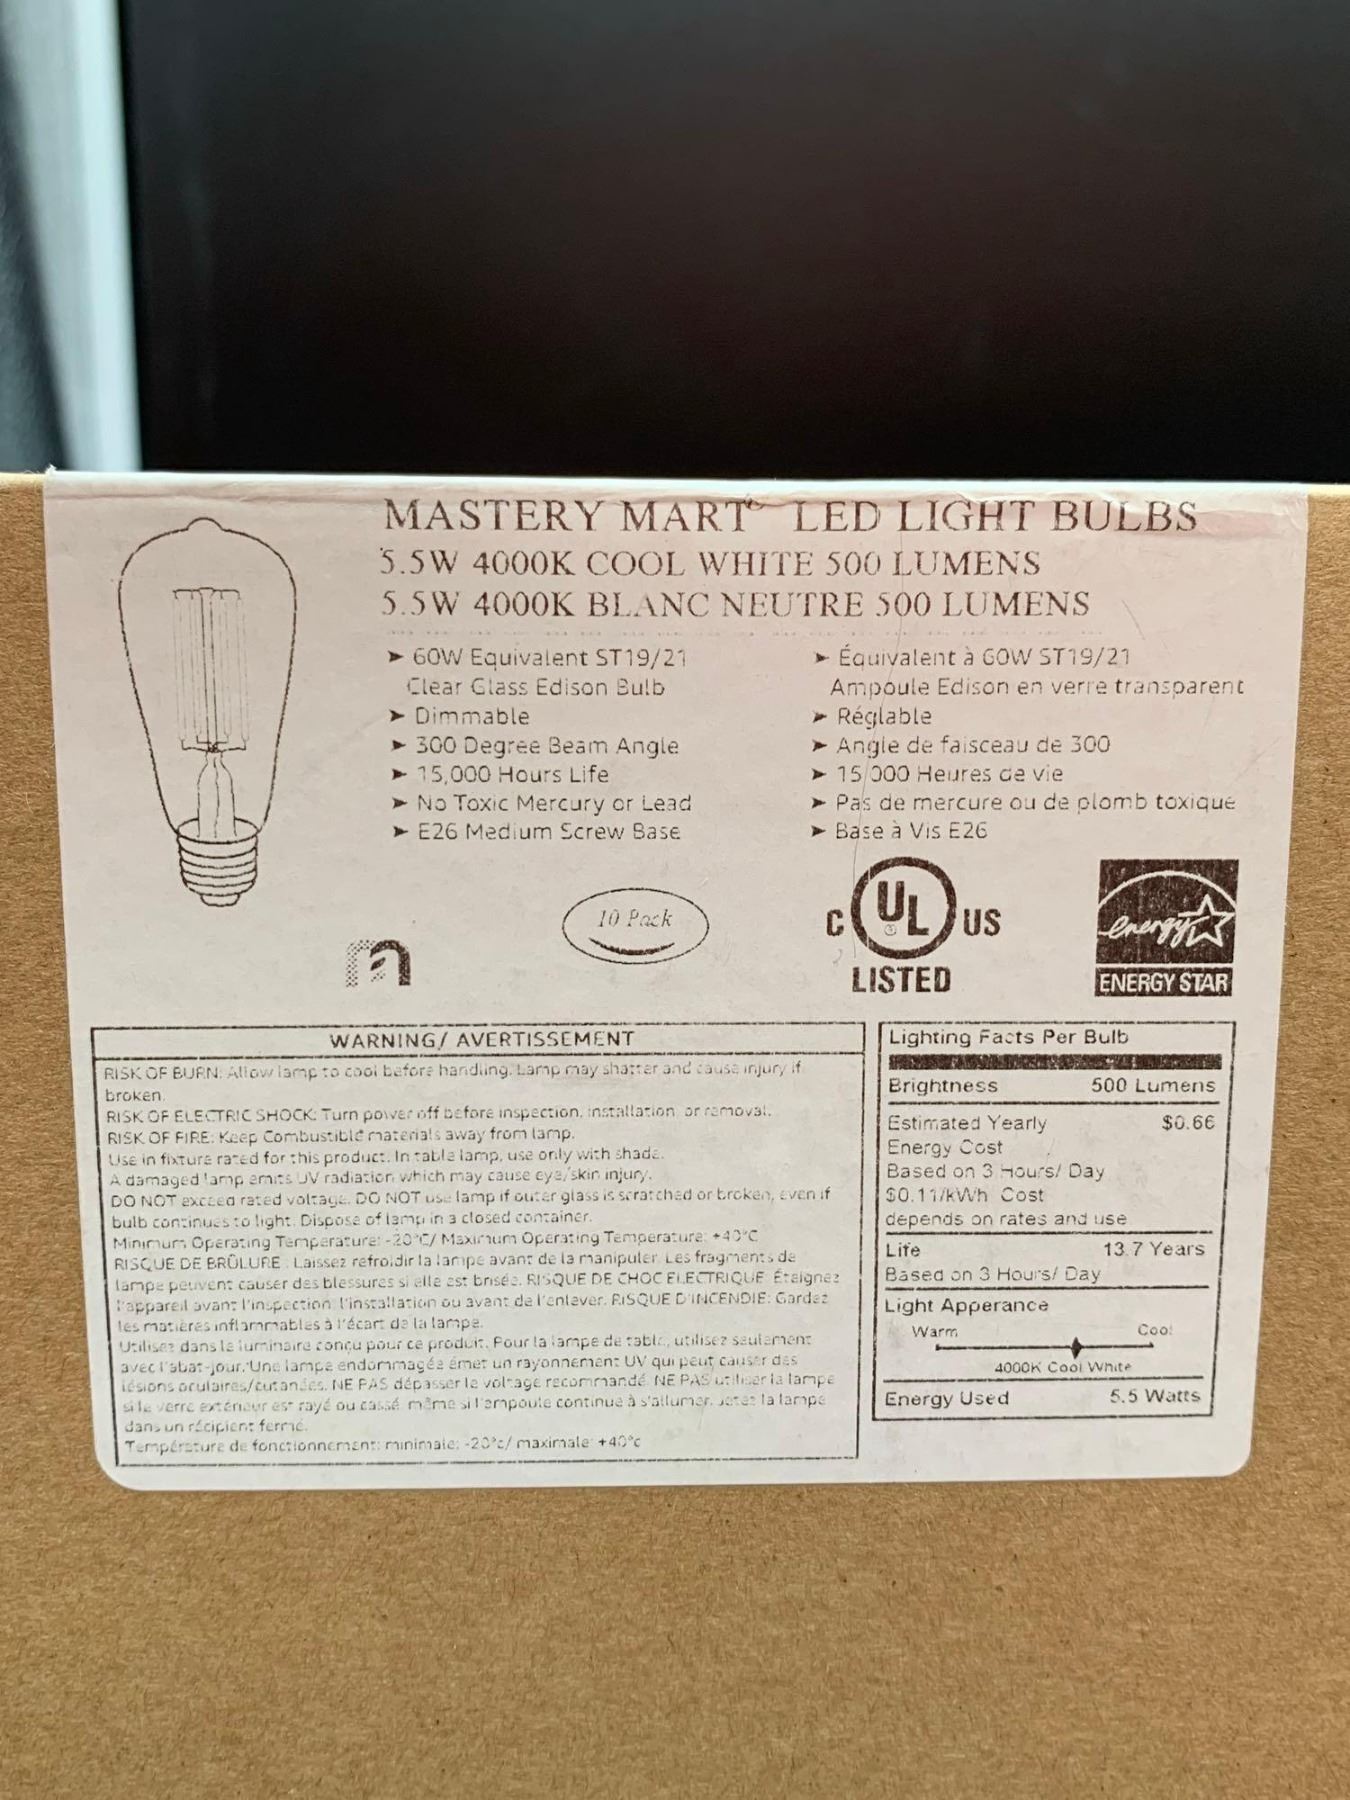 MASTERY MART® LED LIGHT BULBS
5.5W 4000K COOL WHITE 500 LUMENS
5.5W 4000K BLANC NEUTRE 500 LUMENS
➤ 60W Equivalent ST19/21
Clear Glass Edison Bulb
➤ Dimmable
➤ 300 Degree Beam Angle
➤ 15,000 Hours Life
➤ No Toxic Mercury or Lead
➤ E26 Medium Screw Base
➤ Équivalent à 60W ST19/21
Ampoule Edison en verre transparent
➤ Réglable
➤ Angle de faisceau de 300
➤ 15,000 Heures de vie
➤ Pas de mercure ou de plomb toxique
➤ Base à Vis E26
10 Pack
C UL US
LISTED
energy
ENERGY STAR
WARNING/ AVERTISSEMENT
RISK OF BURN: Allow lamp to cool before handling. Lamp may shatter and cause injury if
broken.
RISK OF ELECTRIC SHOCK: Turn power off before inspection, installation or removal.
RISK OF FIRE: Keep Combustible materials away from lamp.
Use in fixture rated for this product. In table lamp, use only with shade.
A damaged lamp emits UV radiation which may cause eye/skin injury.
DO NOT exceed rated voltage. DO NOT use lamp if outer glass is scratched or broken, even if
bulb continues to light. Dispose of lamp in a closed container.
Minimum Operating Temperature: -20°C/ Maximum Operating Temperature: +40°C
RISQUE DE BRÛLURE : Laissez refroidir la lampe avant de la manipuler. Les fragments de
lampe peuvent causer des blessures si elle est brisée. RISQUE DE CHOC ELECTRIQUE: Éteignez
l'appareil avant l'inspection, l'installation ou avant de l'enlever. RISQUE D'INCENDIE: Gardez
les matières inflammables à l'écart de la lampe.
Utilisez dans le luminaire conçu pour ce produit. Pour la lampe de table, utilisez seulement
avec l'abat-jour. Une lampe endommagée émet un rayonnement UV qui peut causer des
lésions oculaires/cutanées. NE PAS dépasser le voltage recommandé. NE PAS utiliser la lampe
si le verre extérieur est rayé ou cassé, même si l'ampoule continue à s'allumer. Jetez la lampe
dans un récipient fermé.
Température de fonctionnement: minimale: -20°c/ maximale: +40°c
Lighting Facts Per Bulb
Brightness 500 Lumens
Estimated Yearly $0.66
Energy Cost
Based on 3 Hours/ Day
$0.11/kWh Cost
depends on rates and use
Life 13.7 Years
Based on 3 Hours/ Day
Light Apperance
Warm Cool
4000K Cool White
Energy Used 5.5 Watts